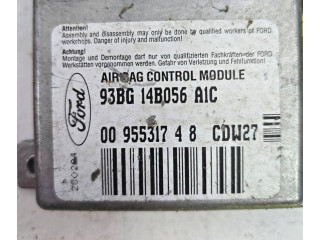 Attention!
Assembly and disassembly may only be done by qualified workers of FORD
workshops. Danger of injury and malfunction!
Achtung!
Montage und Demontage darf nur von qualifizierten Fachkräften der FORD
Werkstätten vorgenommen werden. Gefahr von Verletzung und Fehlfunktion!
AIRBAG CONTROL MODULE
93BG 14B056 A1C
Ford
00 955317 4 8 CDW27